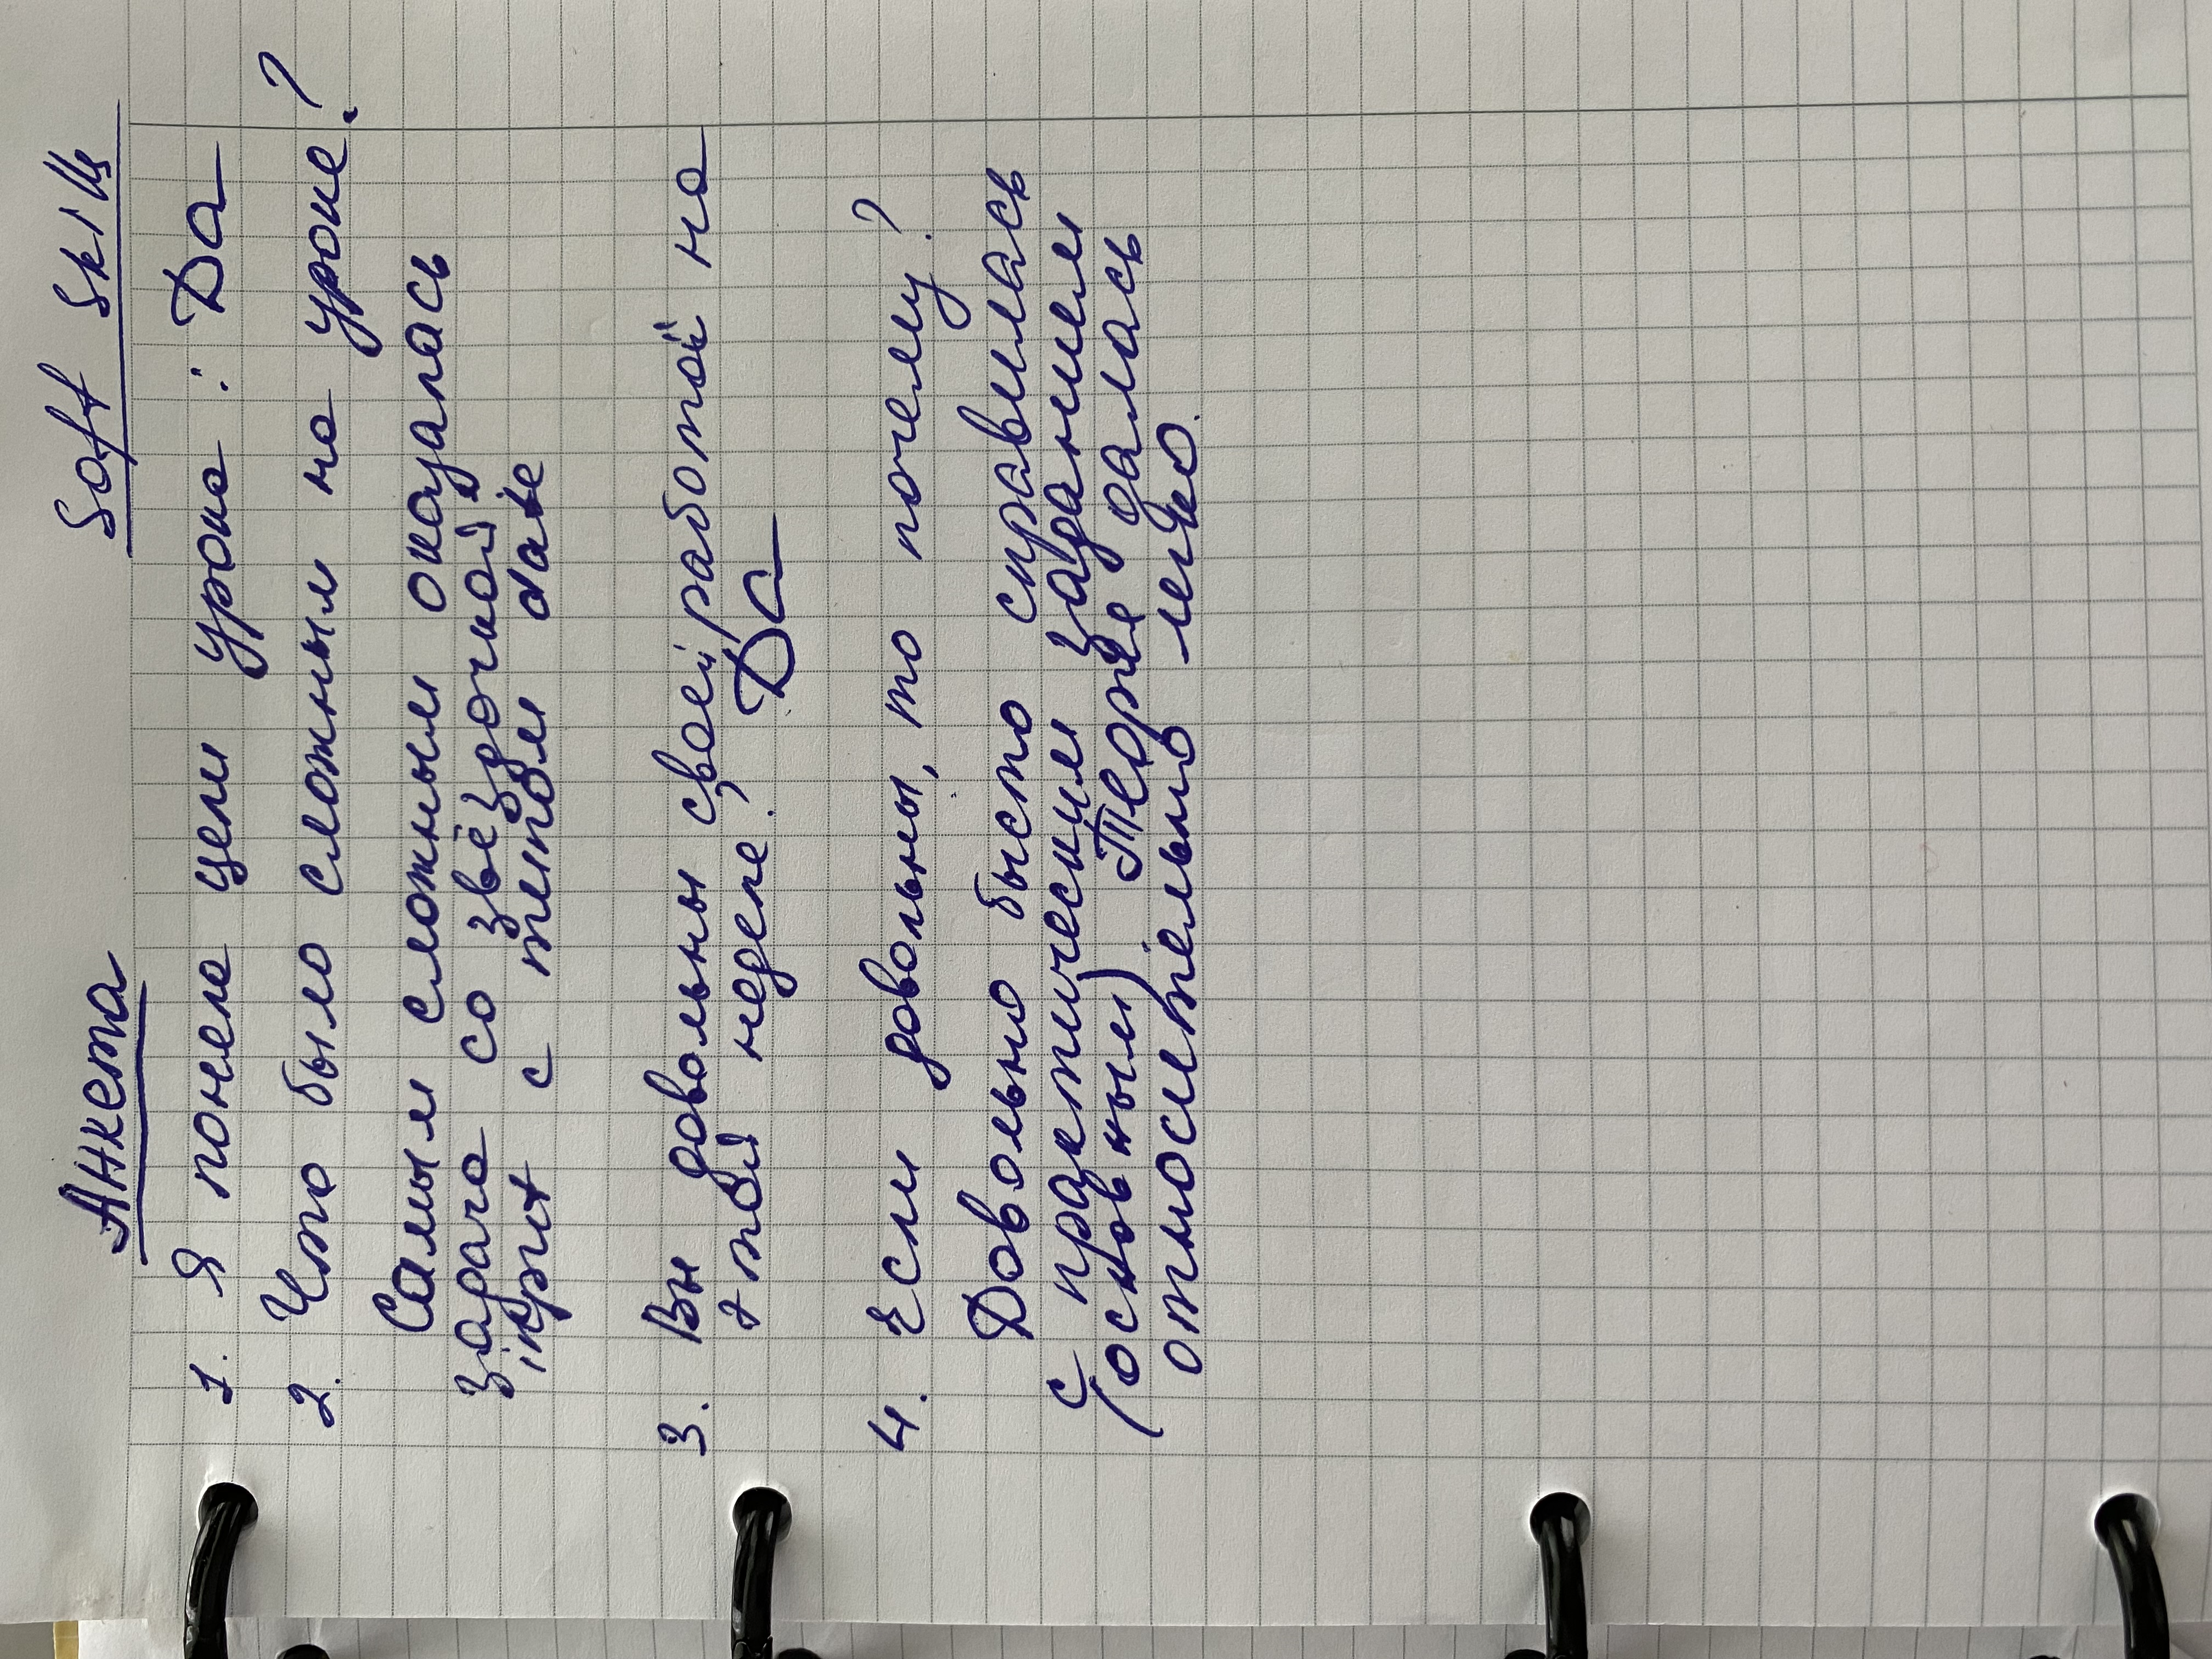 Анкета Soft Skills
1. Я поняла цели урока : Да
2. Что было сложным на уроке?
Самым сложным оказалась
задача со звёздочкой:
input с типом date
3. Вы довольны своей работой на
этой неделе? Да
4. Если довольны, то почему?
Довольно бысто справилась
с практическим заданием
(основным). Теория далась
относительно легко.